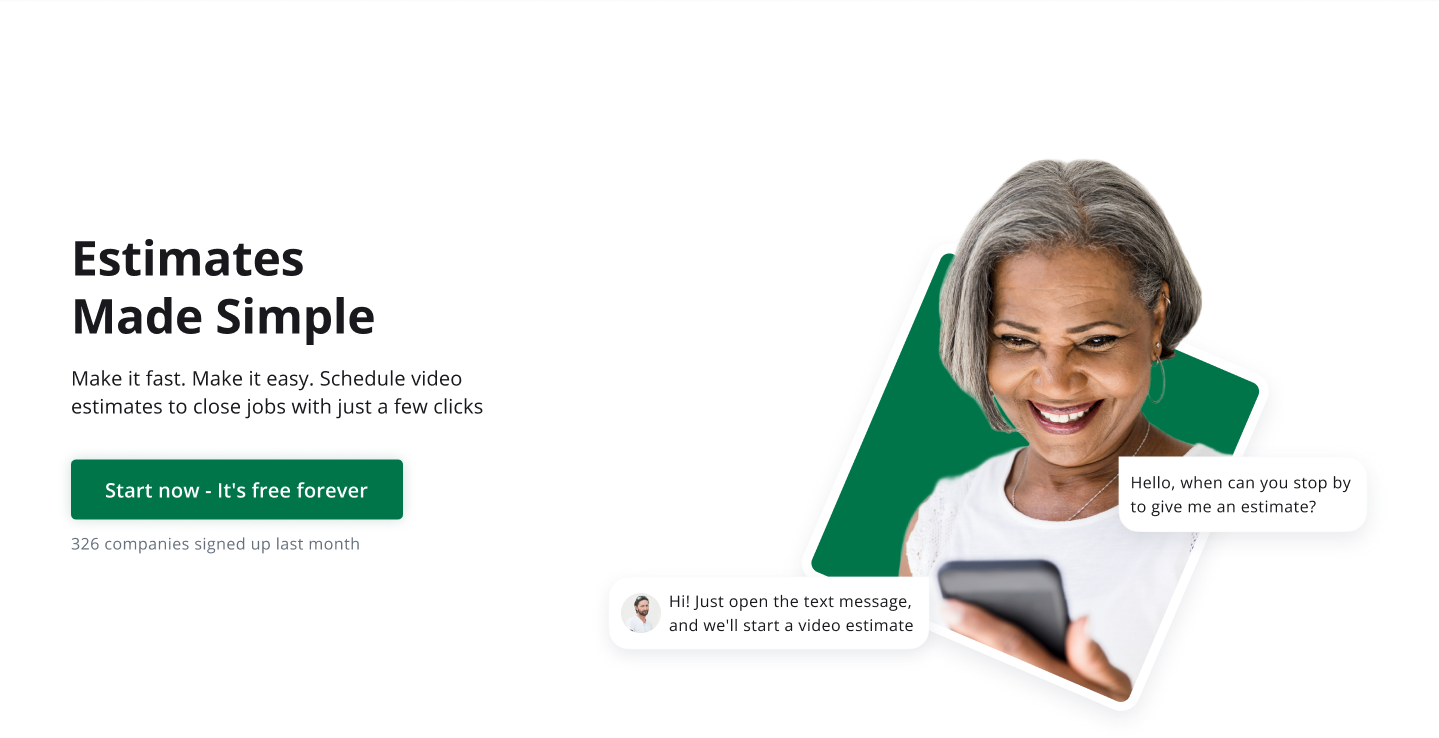 Estimates
Made Simple
Make it fast. Make it easy. Schedule video
estimates to close jobs with just a few clicks
Start now - It's free forever
326 companies signed up last month
Hello, when can you stop by
to give me an estimate?
Hi! Just open the text message,
and we'll start a video estimate